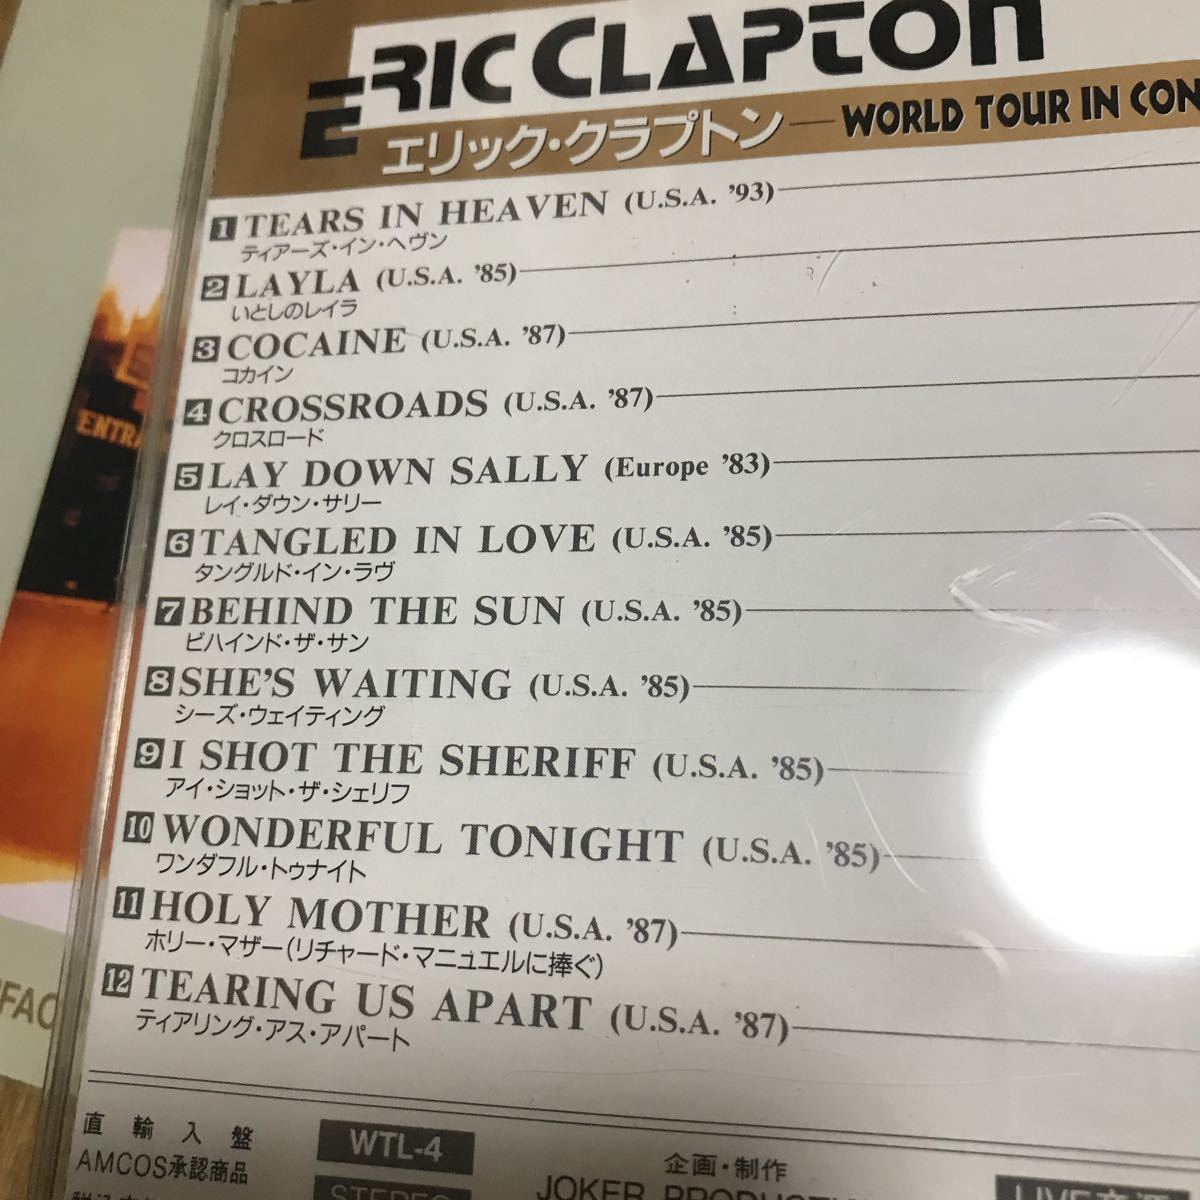 ERIC CLAPTON
エリック・クラプトン—WORLD TOUR IN CON
1 TEARS IN HEAVEN (U.S.A. '93)
ティアーズ・イン・ヘヴン
2 LAYLA (U.S.A. '85)
いとしのレイラ
3 COCAINE (U.S.A. '87)
コカイン
4 CROSSROADS (U.S.A. '87)
クロスロード
5 LAY DOWN SALLY (Europe '83)
レイ・ダウン・サリー
6 TANGLED IN LOVE (U.S.A. '85)
タングルド・イン・ラヴ
7 BEHIND THE SUN (U.S.A. '85)
ビハインド・ザ・サン
8 SHE'S WAITING (U.S.A. '85)
シーズ・ウェイティング
9 I SHOT THE SHERIFF (U.S.A. '85)
アイ・ショット・ザ・シェリフ
10 WONDERFUL TONIGHT (U.S.A. '85)
ワンダフル・トゥナイト
11 HOLY MOTHER (U.S.A. '87)
ホリー・マザー(リチャード・マニュエルに捧ぐ)
12 TEARING US APART (U.S.A. '87)
ティアリング・アス・アパート
直輸入盤
AMCOS承認商品
WTL-4
STEREO
企画・制作
JOKER
ENTRA